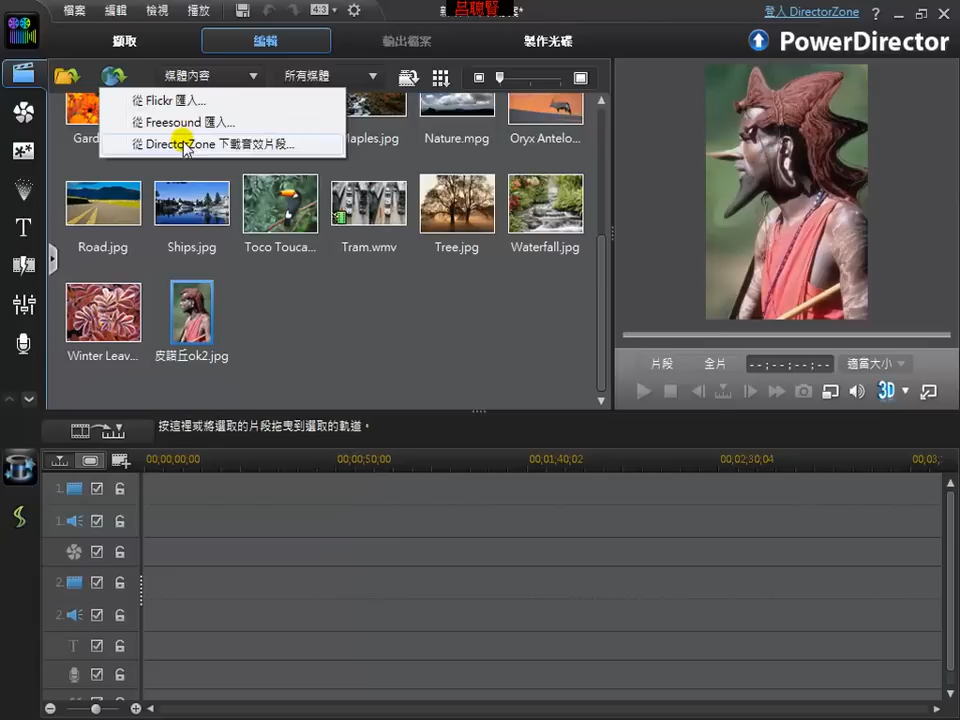 檔案 編輯 檢視 播放
4:3
呂聰賢
登入 DirectorZone ?
擷取 編輯 輸出檔案 製作光碟
PowerDirector
媒體內容 所有媒體
從 Flickr 匯入...
從 Freesound 匯入...
從 DirectorZone 下載音效片段...
Gard
Maples.jpg Nature.mpg Oryx Antelo...
Road.jpg Ships.jpg Toco Touca... Tram.wmv Tree.jpg Waterfall.jpg
Winter Leav... 皮諾丘ok2.jpg
片段 全片 --;--;--;-- 適當大小
3D
按這裡或將選取的片段拖曳到選取的軌道。
00;00;00;00 00;00;50;00 00;01;40;02 00;02;30;04 00;03;
1.
1.
2.
2.
T